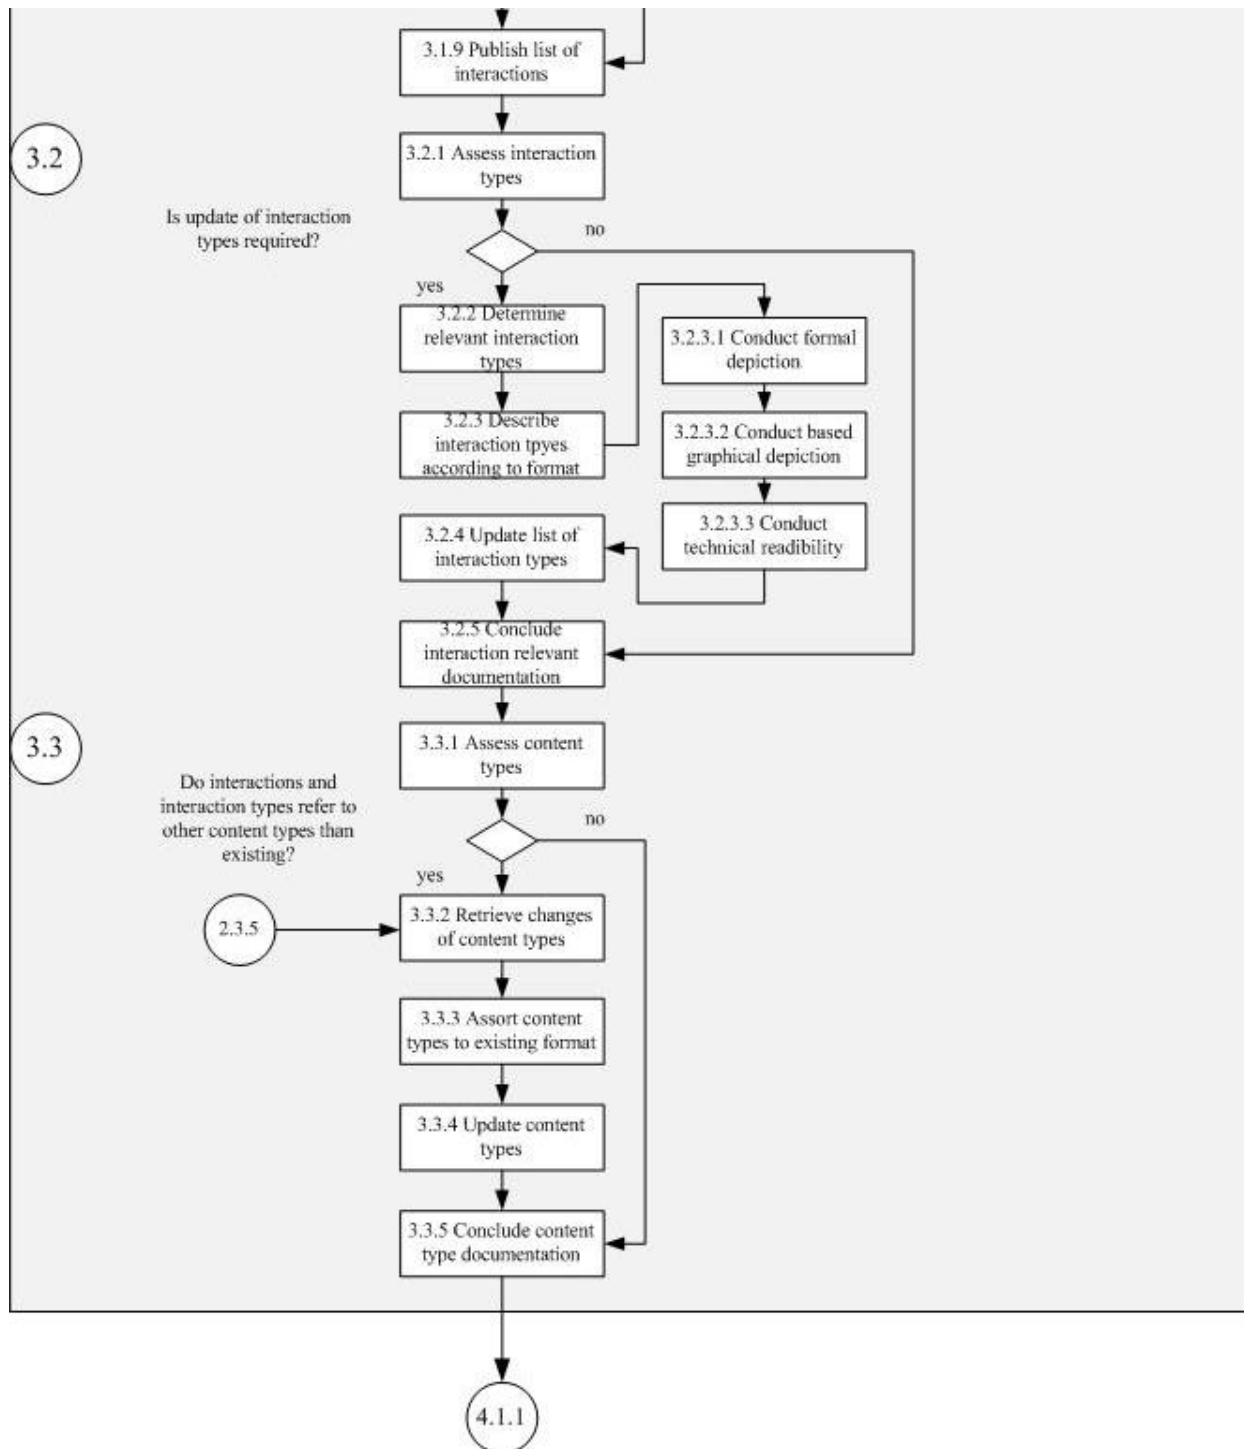 3.1.9 Publish list of
interactions
3.2
3.2.1 Assess interaction
types
Is update of interaction
types required?
no
yes
3.2.2 Determine
relevant interaction
types
3.2.3.1 Conduct formal
depiction
3.2.3 Describe
interaction tpyes
according to format
3.2.3.2 Conduct based
graphical depiction
3.2.3.3 Conduct
technical readibility
3.2.4 Update list of
interaction types
3.2.5 Conclude
interaction relevant
documentation
3.3
3.3.1 Assess content
types
Do interactions and
interaction types refer to
other content types than
existing?
no
yes
2.3.5
3.3.2 Retrieve changes
of content types
3.3.3 Assort content
types to existing format
3.3.4 Update content
types
3.3.5 Conclude content
type documentation
4.1.1